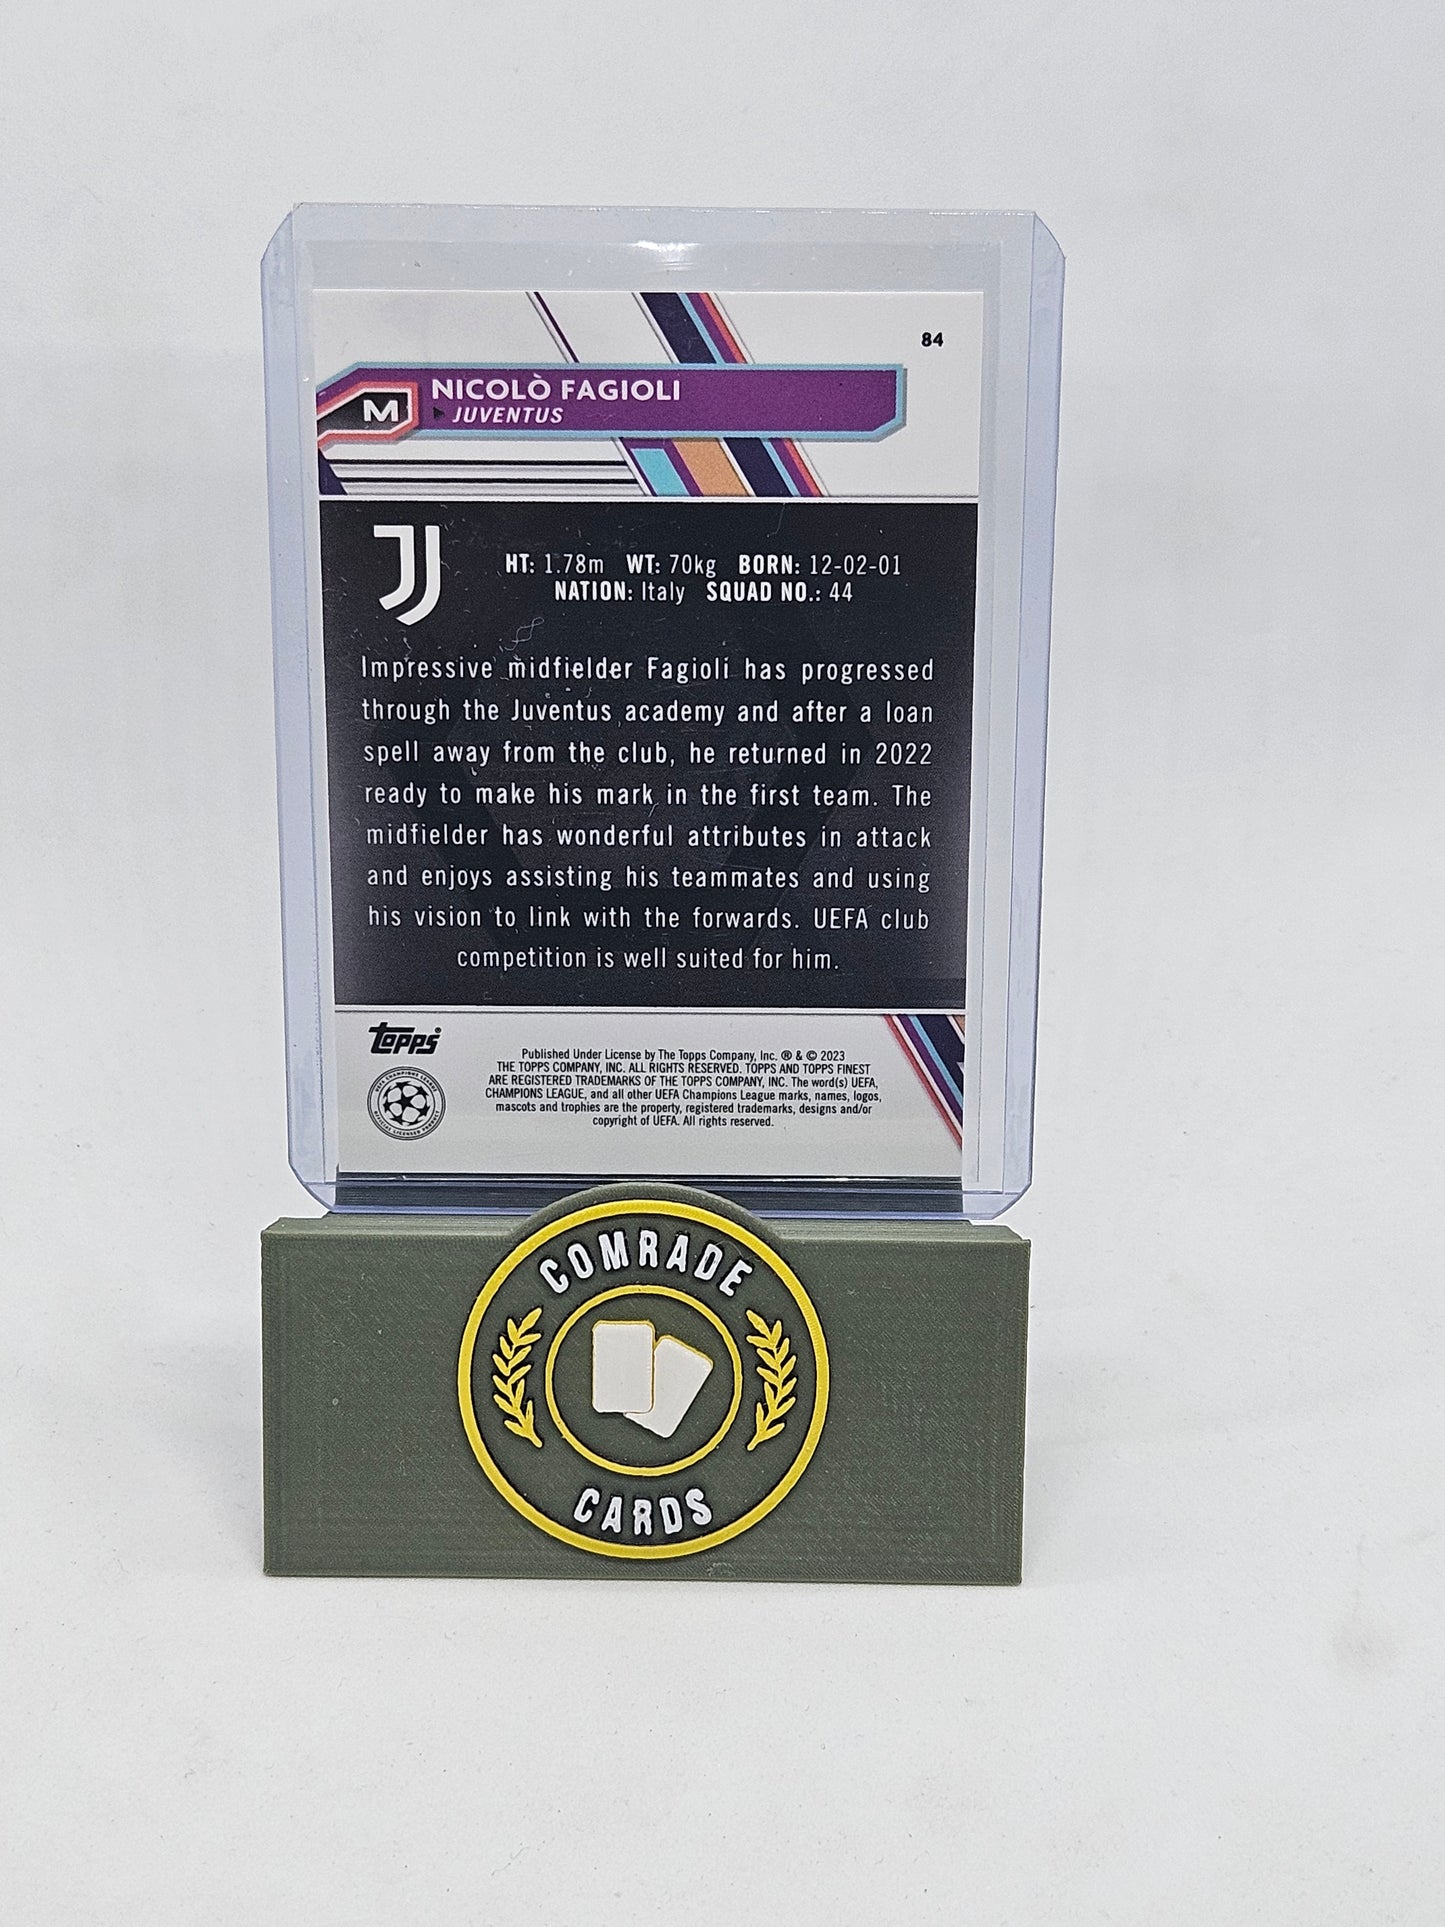 84
NICOLÒ FAGIOLI
M
JUVENTUS
HT: 1.78m WT: 70kg BORN: 12-02-01
NATION: Italy SQUAD NO.: 44
Impressive midfielder Fagioli has progressed
through the Juventus academy and after a loan
spell away from the club, he returned in 2022
ready to make his mark in the first team. The
midfielder has wonderful attributes in attack
and enjoys assisting his teammates and using
his vision to link with the forwards. UEFA club
competition is well suited for him.
topps®
Published Under License by The Topps Company, Inc. ® & © 2023
THE TOPPS COMPANY, INC. ALL RIGHTS RESERVED. TOPPS AND TOPPS FINEST
ARE REGISTERED TRADEMARKS OF THE TOPPS COMPANY, INC. The word(s) UEFA,
CHAMPIONS LEAGUE, and all other UEFA Champions League marks, names, logos,
mascots and trophies are the property, registered trademarks, designs and/or
copyright of UEFA. All rights reserved.
UEFA CHAMPIONS LEAGUE
OFFICIAL LICENSED PRODUCT
COMRADE
CARDS